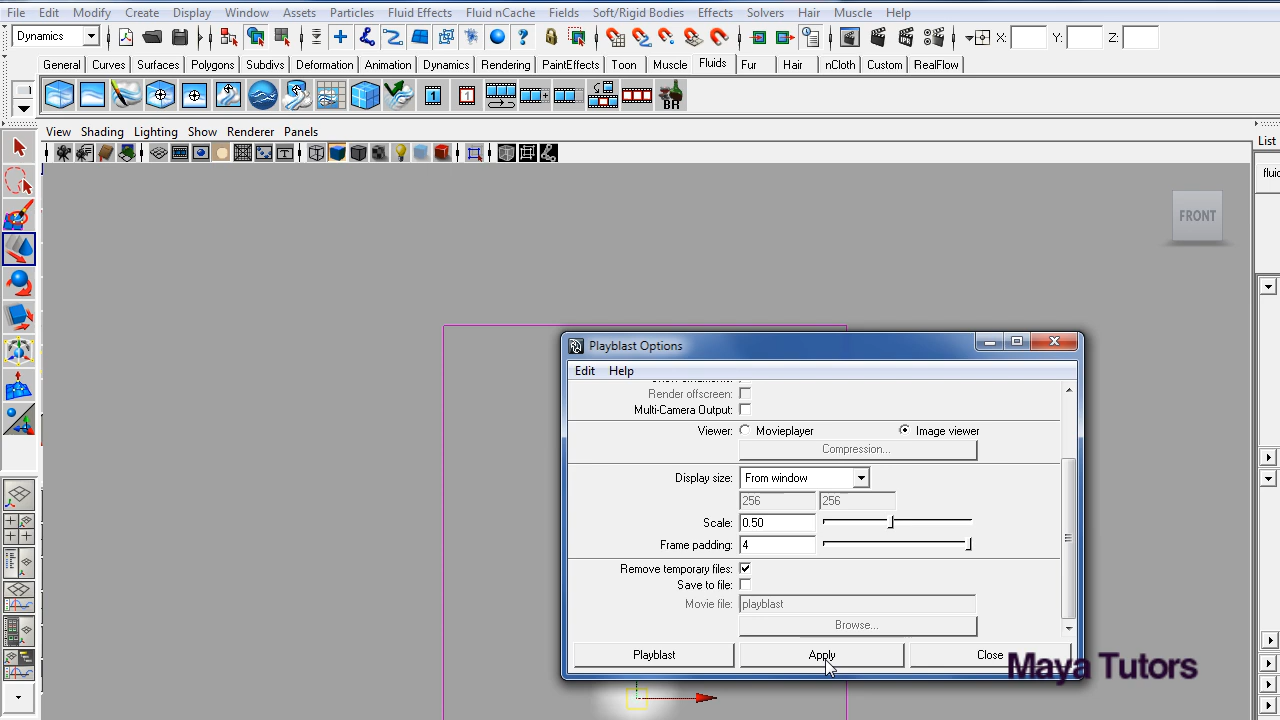 File Edit Modify Create Display Window Assets Particles Fluid Effects Fluid nCache Fields Soft/Rigid Bodies Effects Solvers Hair Muscle Help
Dynamics X: Y: Z:
General Curves Surfaces Polygons Subdivs Deformation Animation Dynamics Rendering PaintEffects Toon Muscle Fluids Fur Hair nCloth Custom RealFlow
1 1 BA
View Shading Lighting Show Renderer Panels
List
fluid
FRONT
Playblast Options
Edit Help
Render offscreen:
Multi-Camera Output:
Viewer: Movieplayer Image viewer
Compression...
Display size: From window
256 256
Scale: 0.50
Frame padding: 4
Remove temporary files:
Save to file:
Movie file: playblast
Browse...
Playblast Apply Close
Maya Tutors